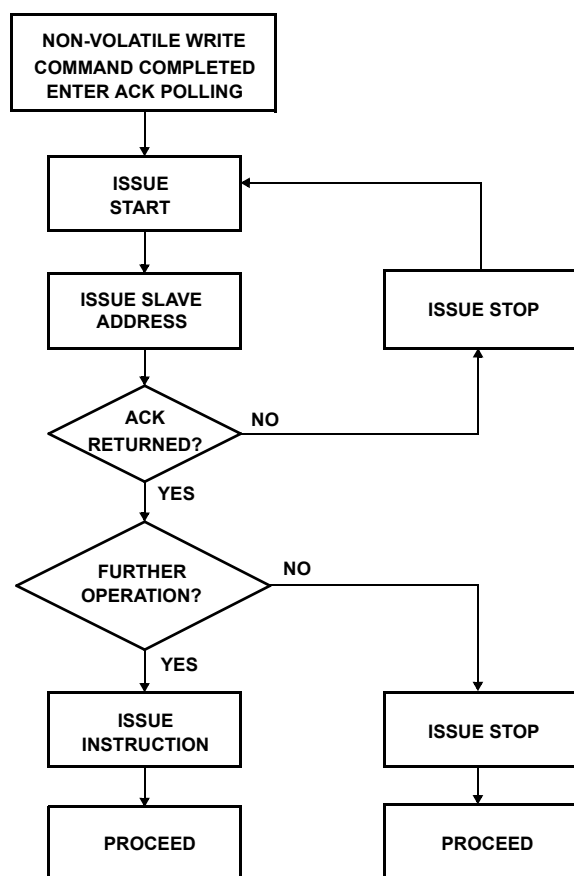 NON-VOLATILE WRITE
COMMAND COMPLETED
ENTER ACK POLLING
ISSUE
START
ISSUE SLAVE
ADDRESS
ISSUE STOP
ACK
RETURNED?
NO
YES
FURTHER
OPERATION?
NO
YES
ISSUE
INSTRUCTION
ISSUE STOP
PROCEED
PROCEED